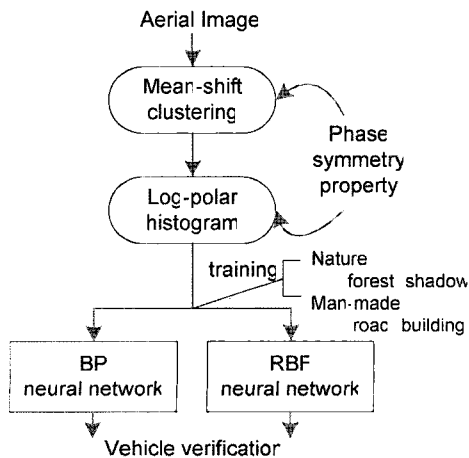 Aerial Image
Mean-shift
clustering
Phase
symmetry
property
Log-polar
histogram
training
Nature
forest shadow
Man-made
roac building
BP
neural network
RBF
neural network
Vehicle verification